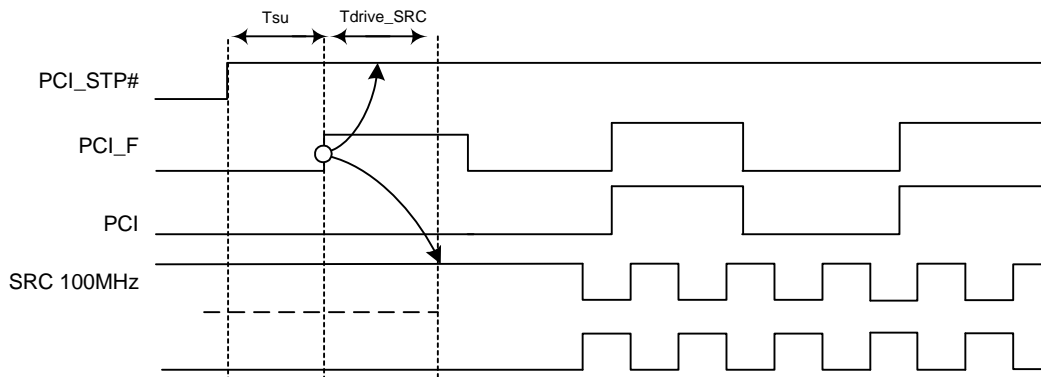 Tsu
Tdrive_SRC
PCI_STP#
PCI_F
PCI
SRC 100MHz